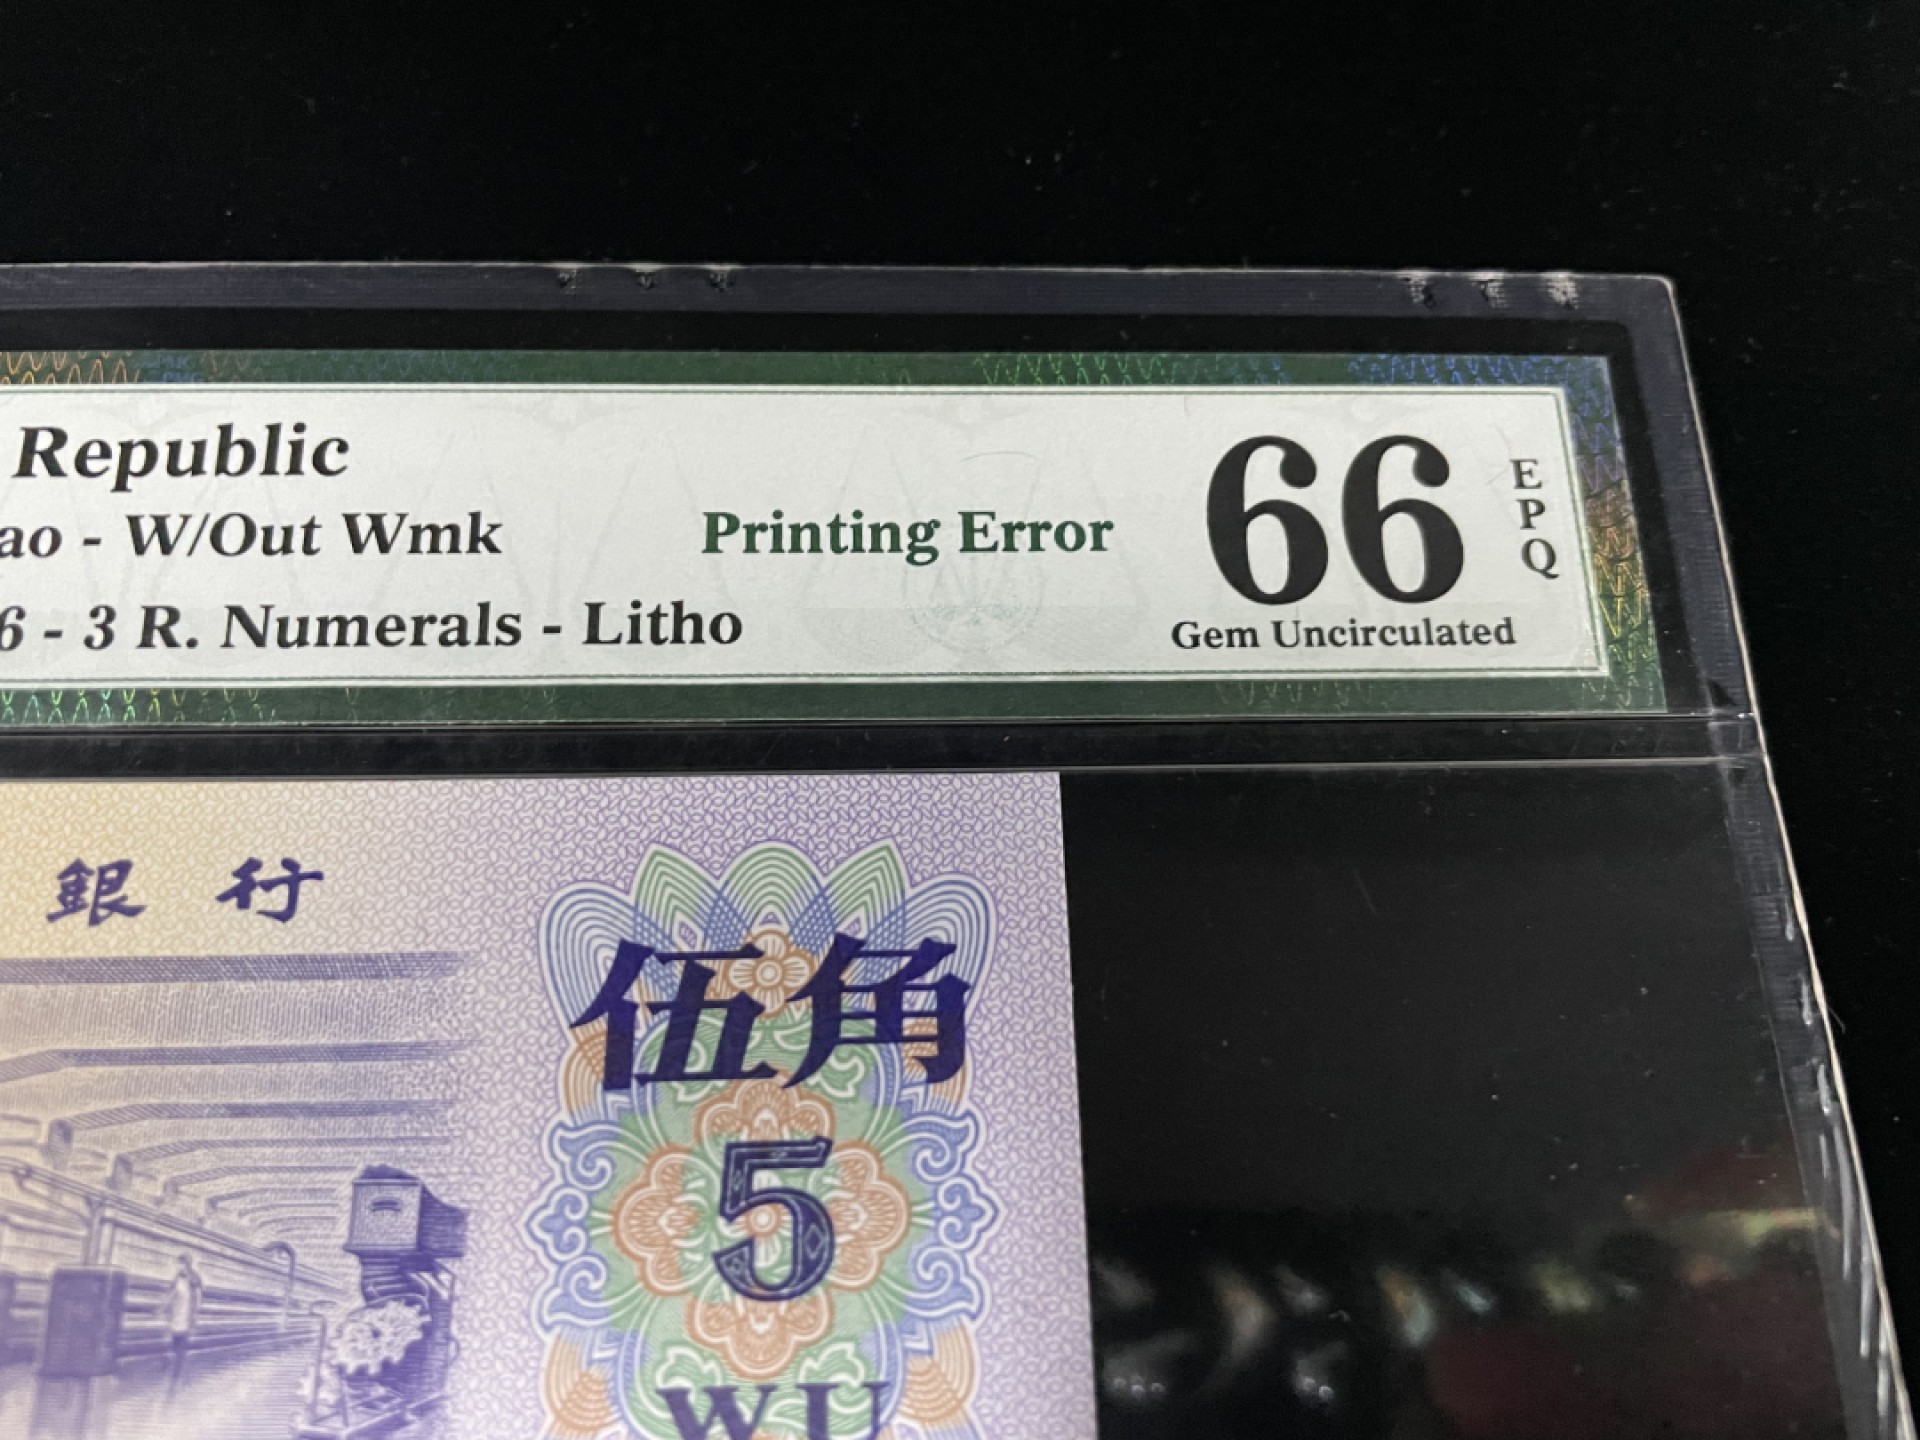 Republic
ao - W/Out Wmk
Printing Error
6 - 3 R. Numerals - Litho
66
EPQ
Gem Uncirculated
銀行
伍角
5
WU